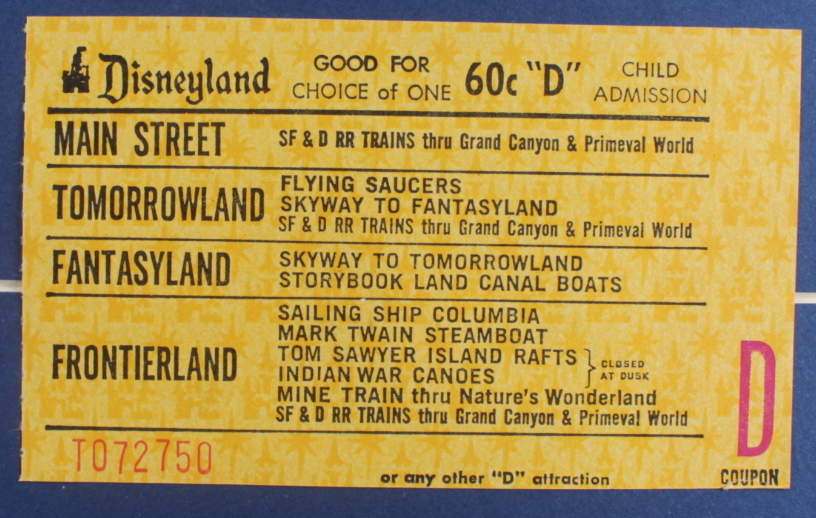 Disneyland GOOD FOR CHOICE of ONE 60c "D" CHILD ADMISSION
MAIN STREET SF & D RR TRAINS thru Grand Canyon & Primeval World
TOMORROWLAND FLYING SAUCERS
SKYWAY TO FANTASYLAND
SF & D RR TRAINS thru Grand Canyon & Primeval World
FANTASYLAND SKYWAY TO TOMORROWLAND
STORYBOOK LAND CANAL BOATS
FRONTIERLAND SAILING SHIP COLUMBIA
MARK TWAIN STEAMBOAT
TOM SAWYER ISLAND RAFTS
INDIAN WAR CANOES
CLOSED
AT DUSK
MINE TRAIN thru Nature's Wonderland
SF & D RR TRAINS thru Grand Canyon & Primeval World
T072750
or any other "D" attraction
D
COUPON